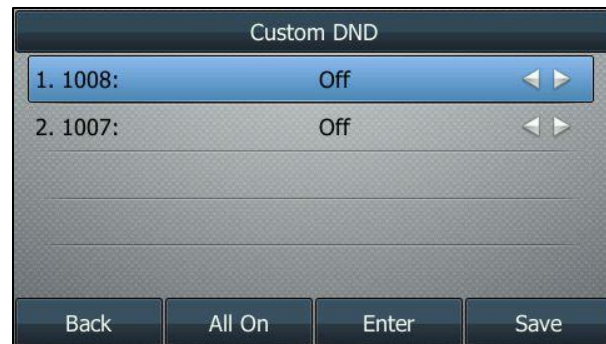 Custom DND
1. 1008: Off
2. 1007: Off
Back All On Enter Save